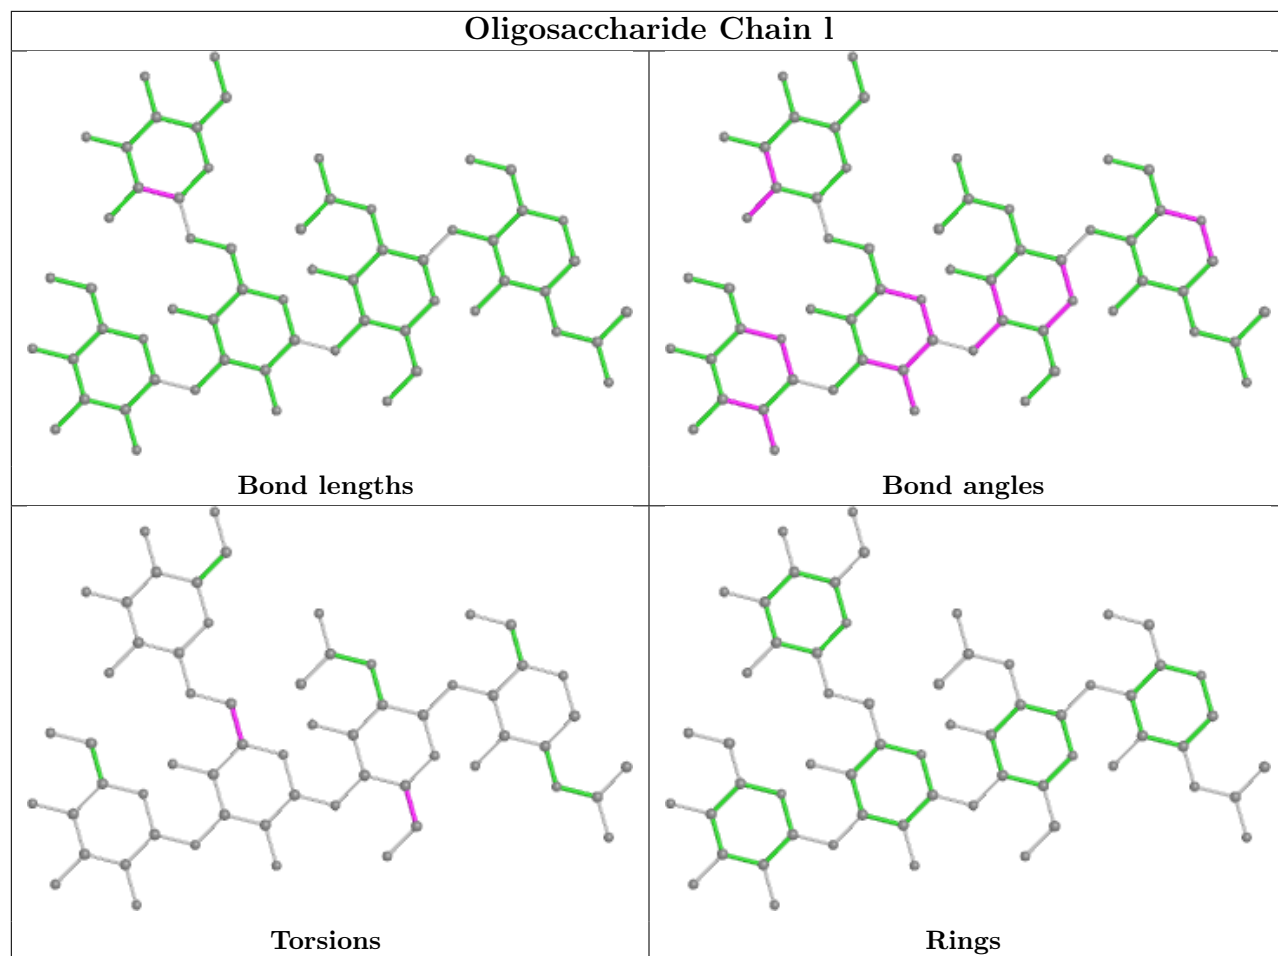 Oligosaccharide Chain l
Bond lengths
Bond angles
Torsions
Rings